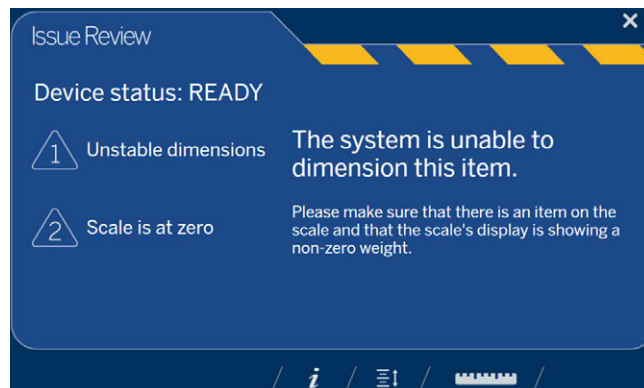 Issue Review
Device status: READY
1 Unstable dimensions
2 Scale is at zero
The system is unable to
dimension this item.
Please make sure that there is an item on the
scale and that the scale's display is showing a
non-zero weight.
i